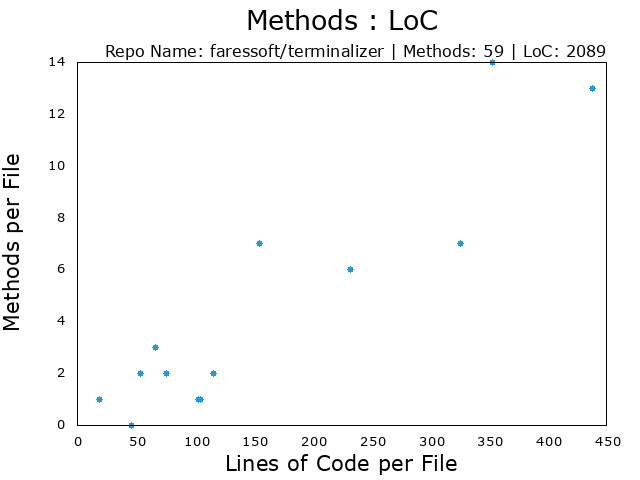 Methods : LoC
Repo Name: faressoft/terminalizer | Methods: 59 | LoC: 2089
14
12
10
8
6
4
2
0
Methods per File
0 50 100 150 200 250 300 350 400 450
Lines of Code per File